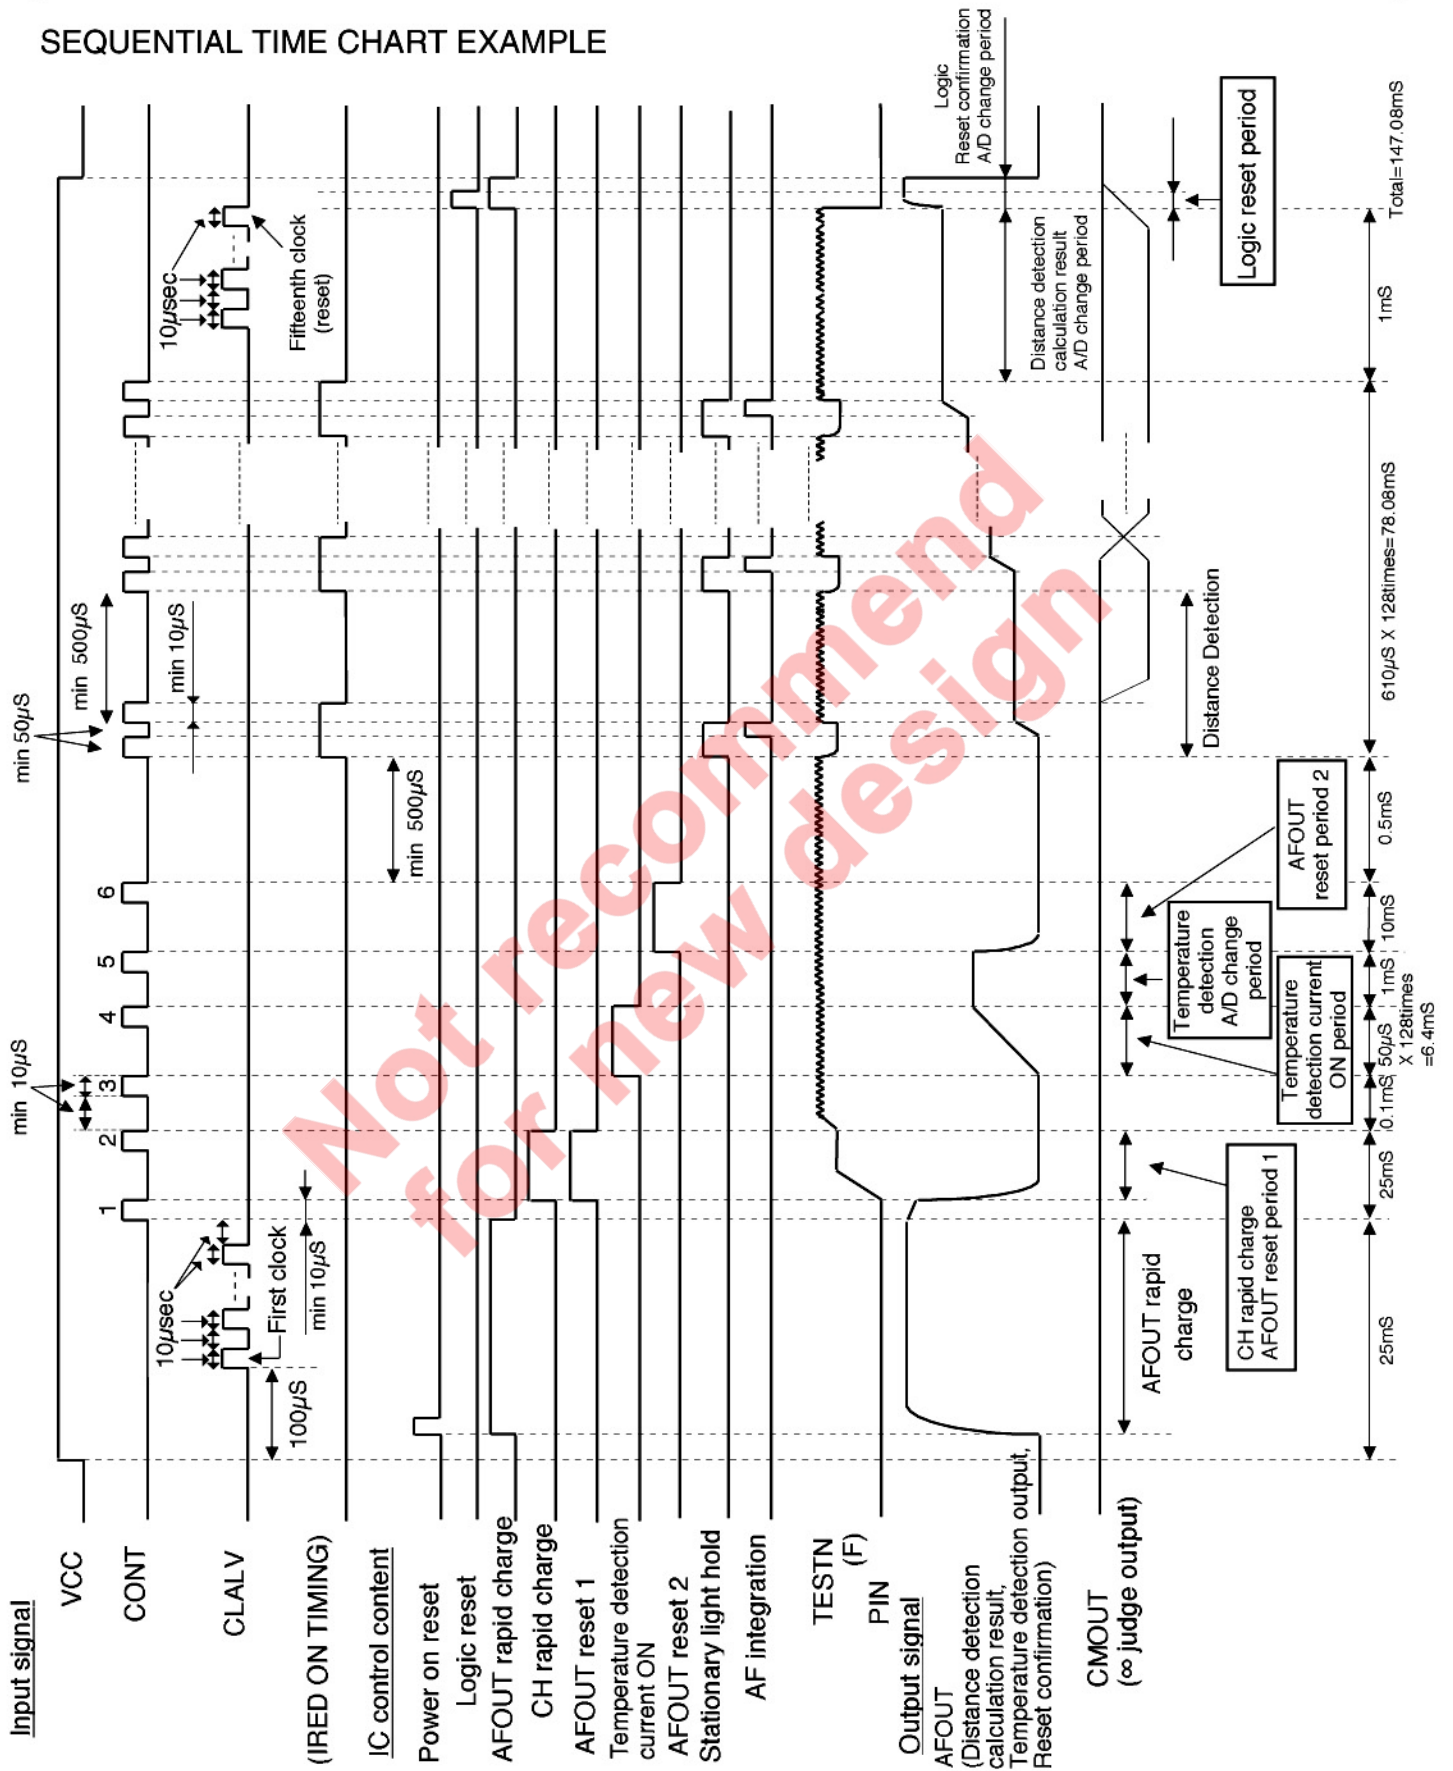 SEQUENTIAL TIME CHART EXAMPLE
Input signal
VCC
CONT
CLALV
(IRED ON TIMING)
IC control content
Power on reset
Logic reset
AFOUT rapid charge
CH rapid charge
AFOUT reset 1
Temperature detection
current ON
AFOUT reset 2
Stationary light hold
AF integration
TESTN
(F)
PIN
Output signal
AFOUT
(Distance detection
calculation result,
Temperature detection output,
Reset confirmation)
CMOUT
(∞ judge output)
min 10μS
min 50μS
min 500μS
min 10μS
1
2
3
4
5
6
100μS
10μsec
First clock
min 10μS
min 500μS
10μsec
Fifteenth clock
(reset)
Logic
Reset confirmation
A/D change period
Distance detection
calculation result
A/D change period
Logic reset period
Distance Detection
AFOUT rapid
charge
CH rapid charge
AFOUT reset period 1
Temperature
detection current
ON period
Temperature
detection
A/D change
period
AFOUT
reset period 2
25mS
25mS
0.1mS
50μS
X 128times
=6.4mS
1mS
10mS
0.5mS
610μS X 128times=78.08mS
1mS
Total=147.08mS
Not recommend
for new design